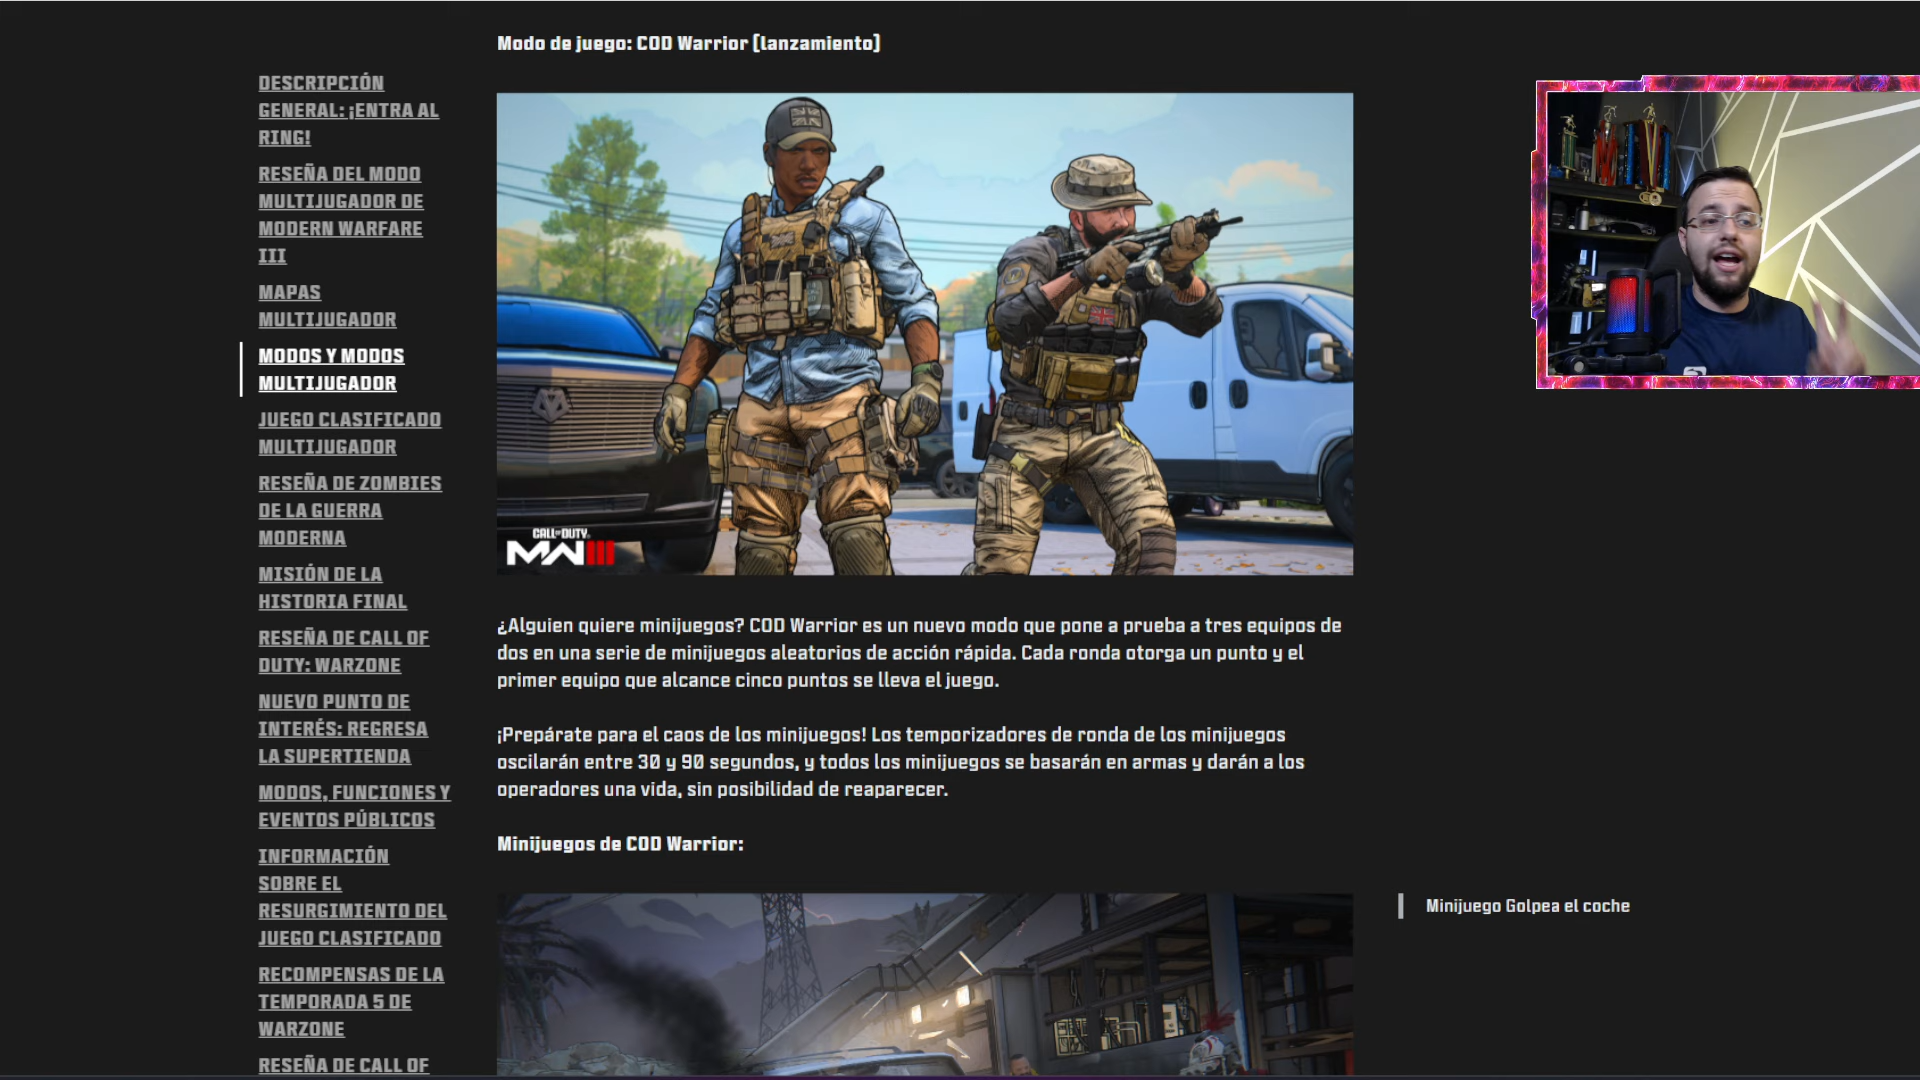 Modo de juego: COD Warrior (lanzamiento)
DESCRIPCIÓN
GENERAL: ¡ENTRA AL
RING!
RESEÑA DEL MODO
MULTIJUGADOR DE
MODERN WARFARE
III
MAPAS
MULTIJUGADOR
MODOS Y MODOS
MULTIJUGADOR
JUEGO CLASIFICADO
MULTIJUGADOR
RESEÑA DE ZOMBIES
DE LA GUERRA
MODERNA
MISIÓN DE LA
HISTORIA FINAL
RESEÑA DE CALL OF
DUTY: WARZONE
NUEVO PUNTO DE
INTERÉS: REGRESA
LA SUPERTIENDA
MODOS, FUNCIONES Y
EVENTOS PÚBLICOS
INFORMACIÓN
SOBRE EL
RESURGIMIENTO DEL
JUEGO CLASIFICADO
RECOMPENSAS DE LA
TEMPORADA 5 DE
WARZONE
RESEÑA DE CALL OF
CALL OF DUTY
MWIII
¿Alguien quiere minijuegos? COD Warrior es un nuevo modo que pone a prueba a tres equipos de
dos en una serie de minijuegos aleatorios de acción rápida. Cada ronda otorga un punto y el
primer equipo que alcance cinco puntos se lleva el juego.
¡Prepárate para el caos de los minijuegos! Los temporizadores de ronda de los minijuegos
oscilarán entre 30 y 90 segundos, y todos los minijuegos se basarán en armas y darán a los
operadores una vida, sin posibilidad de reaparecer.
Minijuegos de COD Warrior:
Minijuego Golpea el coche